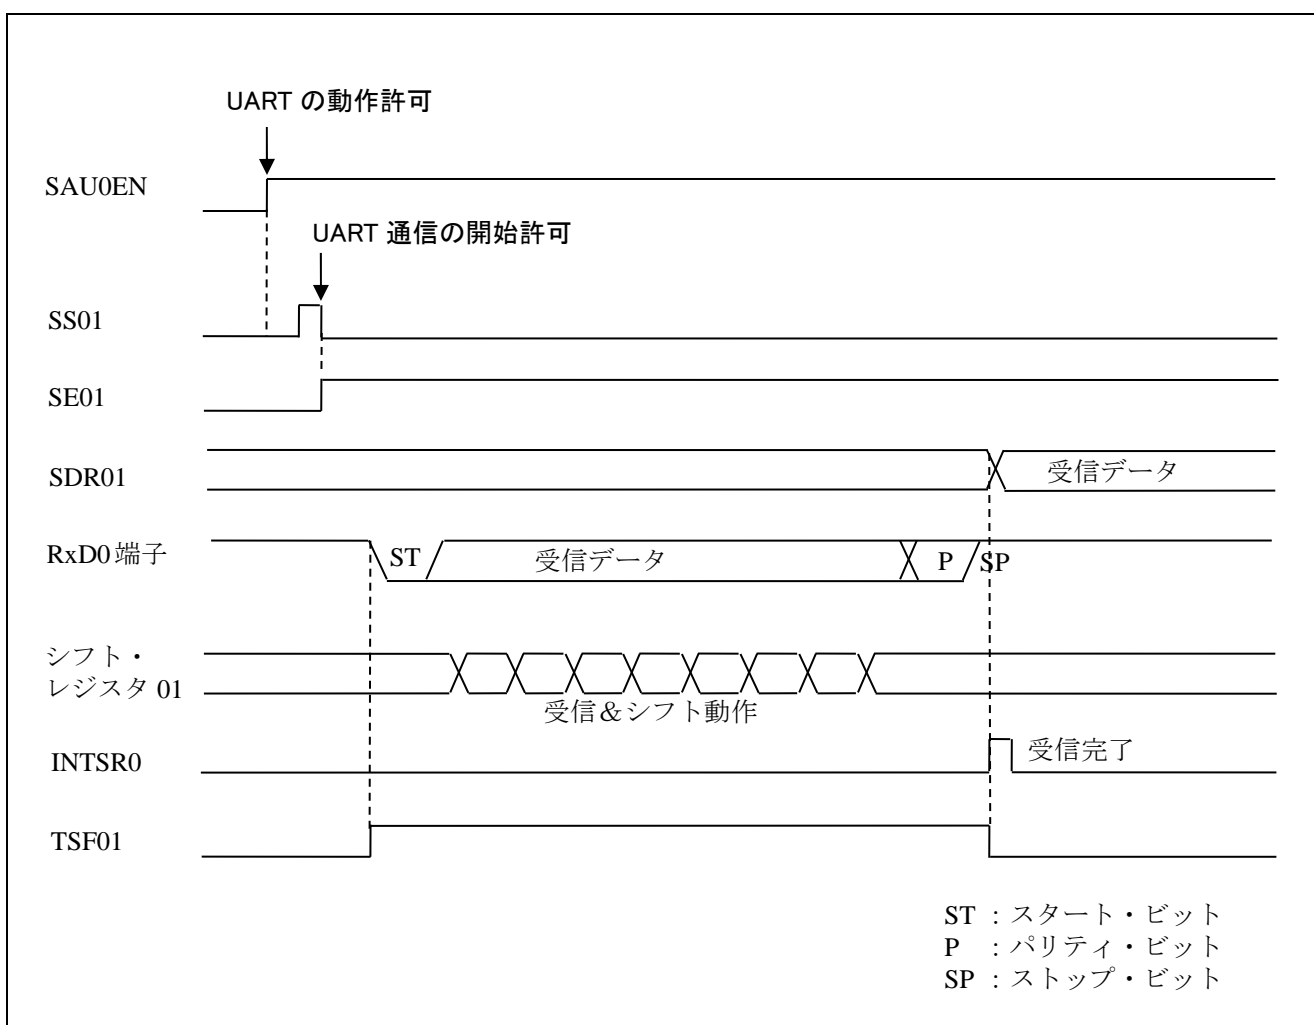 UART の動作許可
SAU0EN
UART 通信の開始許可
SS01
SE01
SDR01
受信データ
RxD0 端子
ST
受信データ
P
SP
シフト・
レジスタ 01
受信＆シフト動作
INTSR0
受信完了
TSF01
ST ：スタート・ビット
P ：パリティ・ビット
SP ：ストップ・ビット